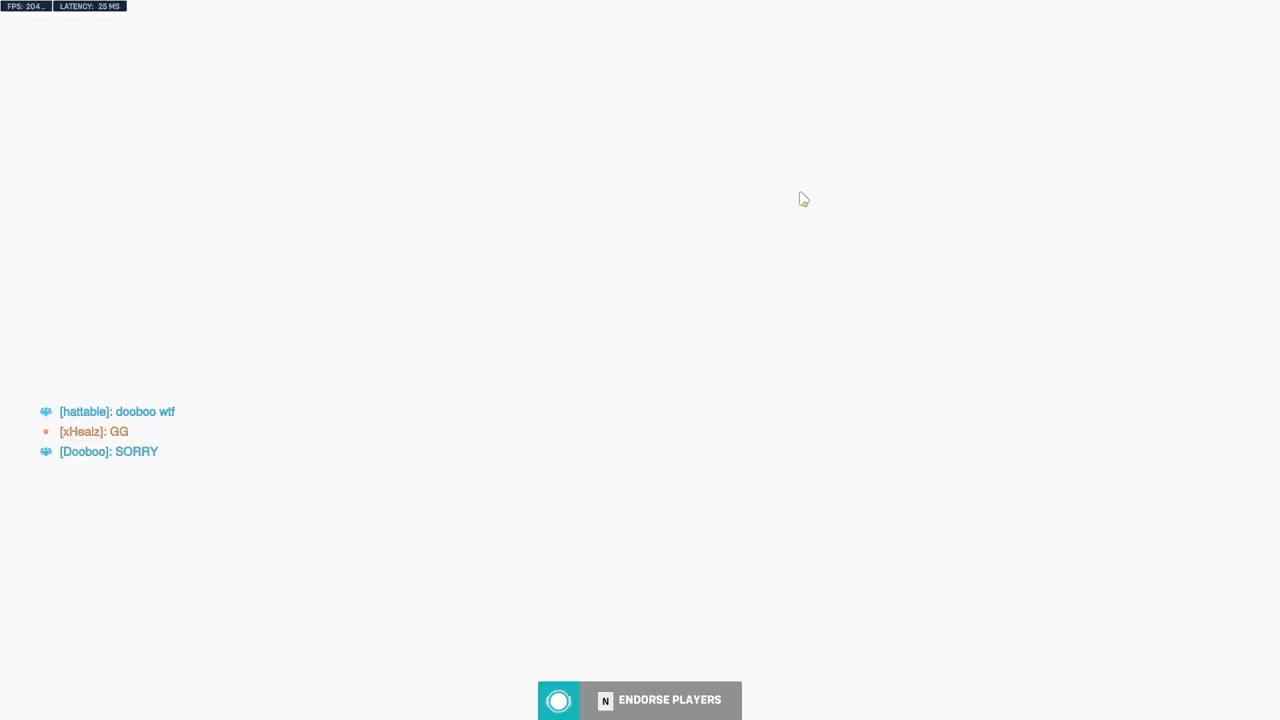 FPS: 204 LATENCY: 25 MS
[hattable]: dooboo wtf
[xHealz]: GG
[Dooboo]: SORRY
N ENDORSE PLAYERS